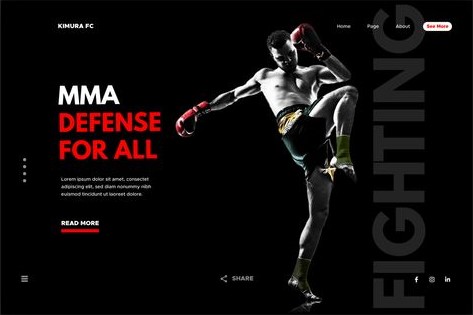 KIMURA FC
Home Page About See More
MMA
DEFENSE
FOR ALL
Lorem ipsum dolor sit amet, consectet
adipiscing elit, sed diam nonummy nibh
euismod tincidunt ut laoreet dolore.
READ MORE
SHARE
FIGHTING